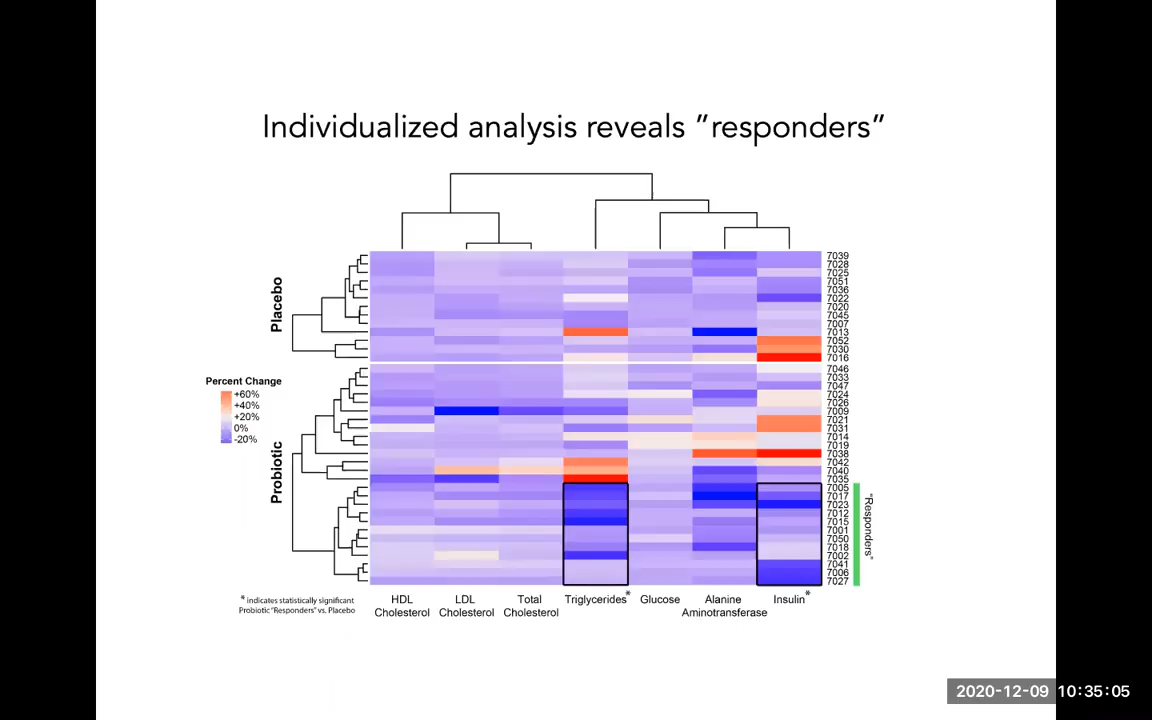 Individualized analysis reveals ”responders”
Placebo
7039
7028
7025
7051
7036
7022
7020
7045
7007
7013
7052
7030
7016
Percent Change
+60%
+40%
+20%
0%
-20%
Probiotic
7046
7033
7047
7024
7026
7009
7021
7031
7014
7019
7038
7042
7040
7035
7005
7017
7023
7012
7015
7001
7050
7018
7002
7041
7006
7027
"Responders"
* indicates statistically significant
Probiotic "Responders" vs. Placebo
HDL
Cholesterol
LDL
Cholesterol
Total
Cholesterol
Triglycerides*
Glucose
Alanine
Aminotransferase
Insulin*
2020-12-09 10:35:05